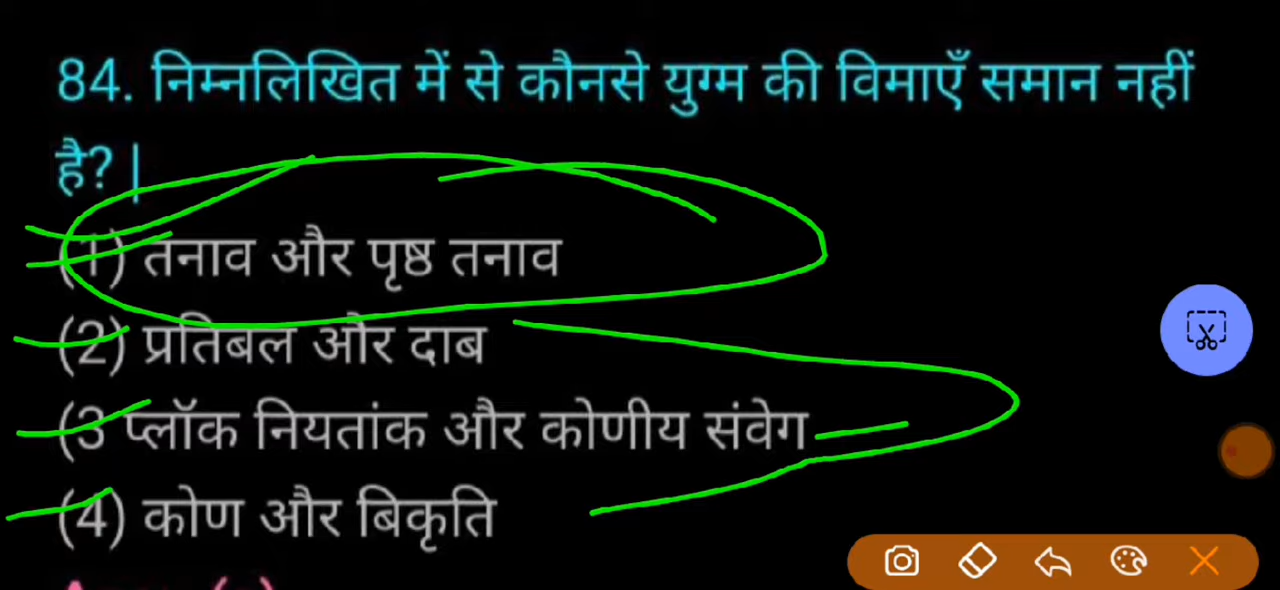 84. निम्नलिखित में से कौनसे युग्म की विमाएँ समान नहीं
है? |
(1) तनाव और पृष्ठ तनाव
(2) प्रतिबल और दाब
(3 प्लॉक नियतांक और कोणीय संवेग
(4) कोण और बिकृति